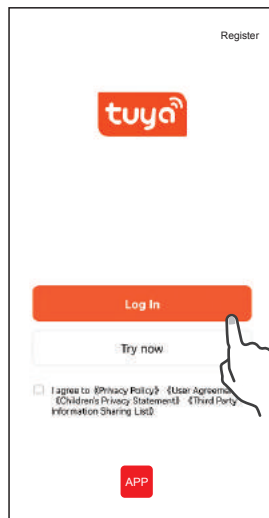 Register
tuya
Log In
Try now
I agree to 《Privacy Policy》 《User Agreeme
《Children's Privacy Statement》 《Third Party
Information Sharing List》
APP